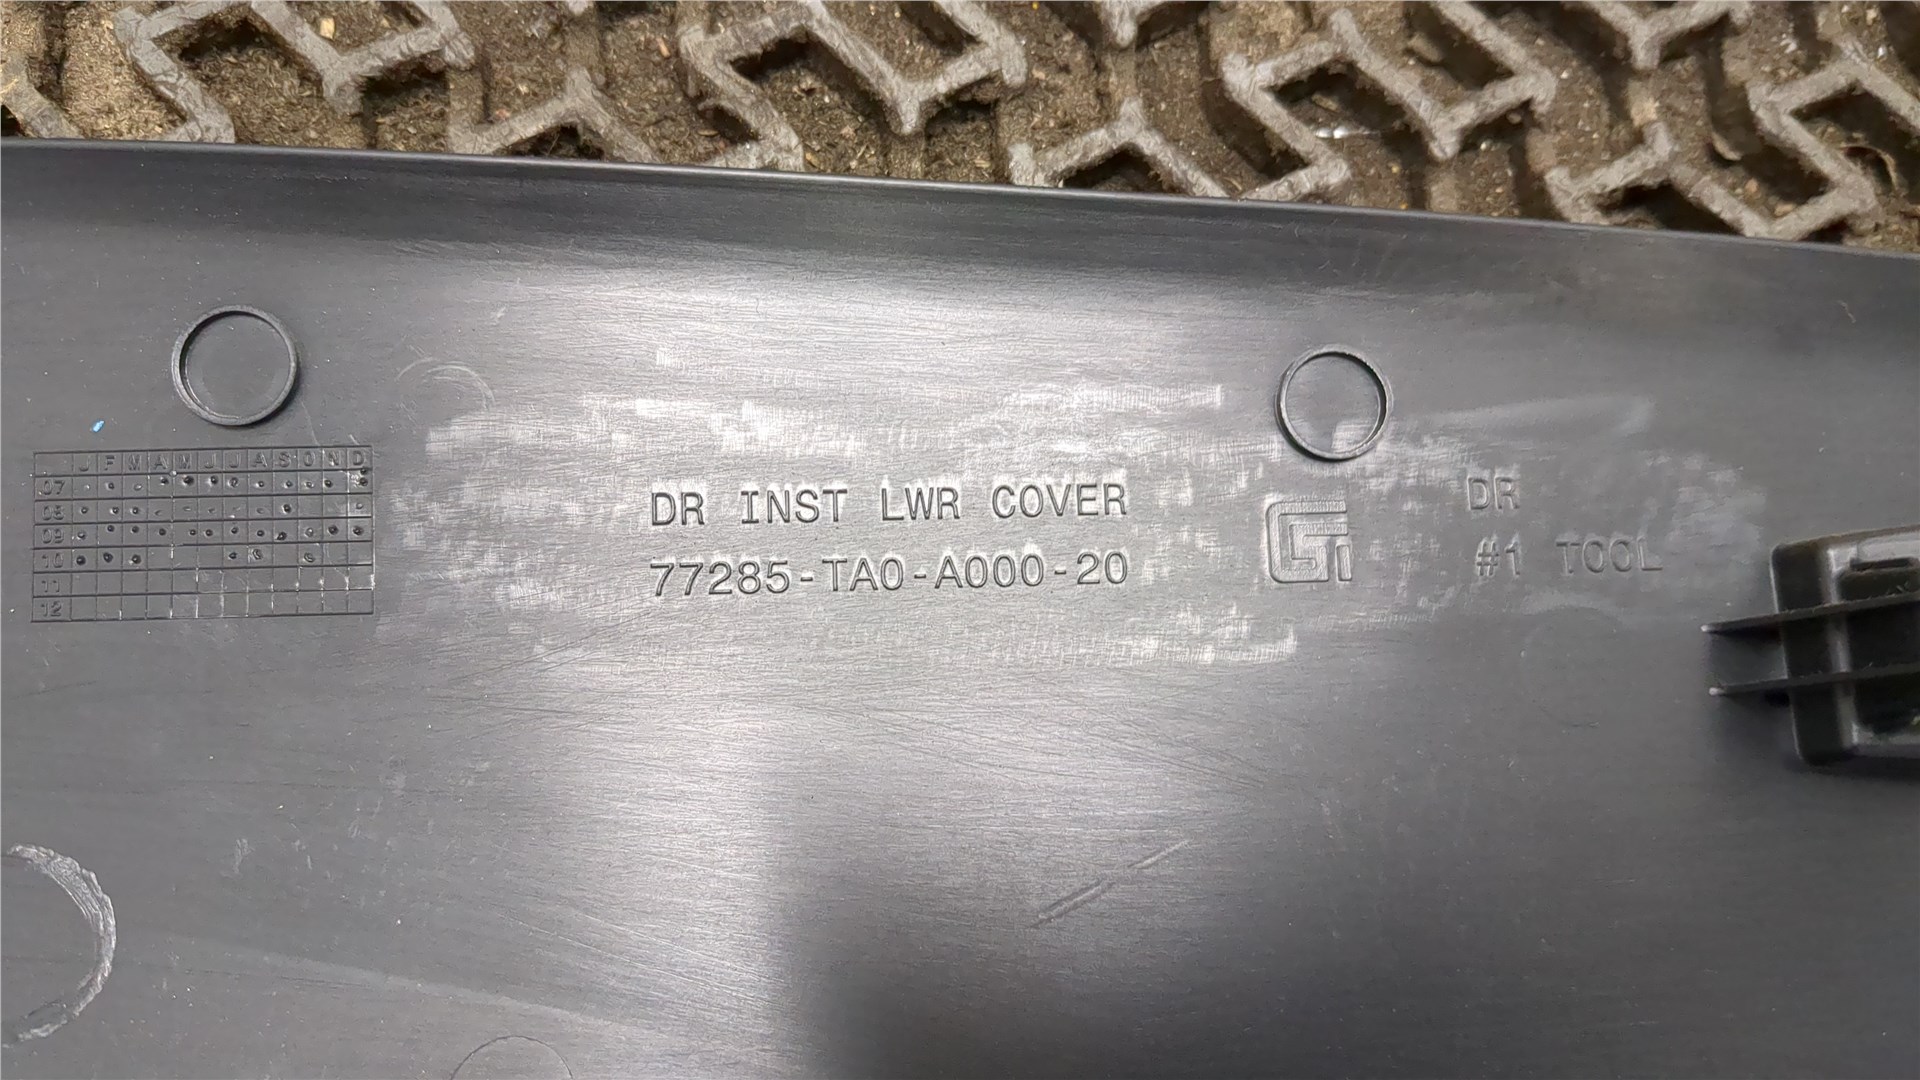 J F M A M J J A S O N D
07
08
09
10
11
12
DR INST LWR COVER
77285-TA0-A000-20
DR
#1 TOOL